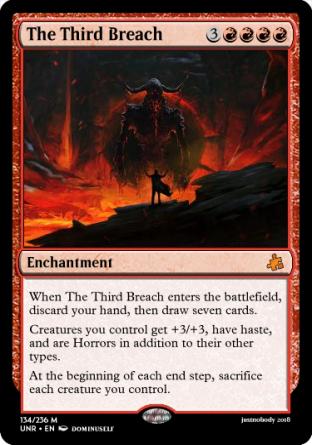 The Third Breach 3
Enchantment
When The Third Breach enters the battlefield,
discard your hand, then draw seven cards.
Creatures you control get +3/+3, have haste,
and are Horrors in addition to their other
types.
At the beginning of each end step, sacrifice
each creature you control.
134/236 M
UNR • EN DOMINUSELF
justnobody 2018